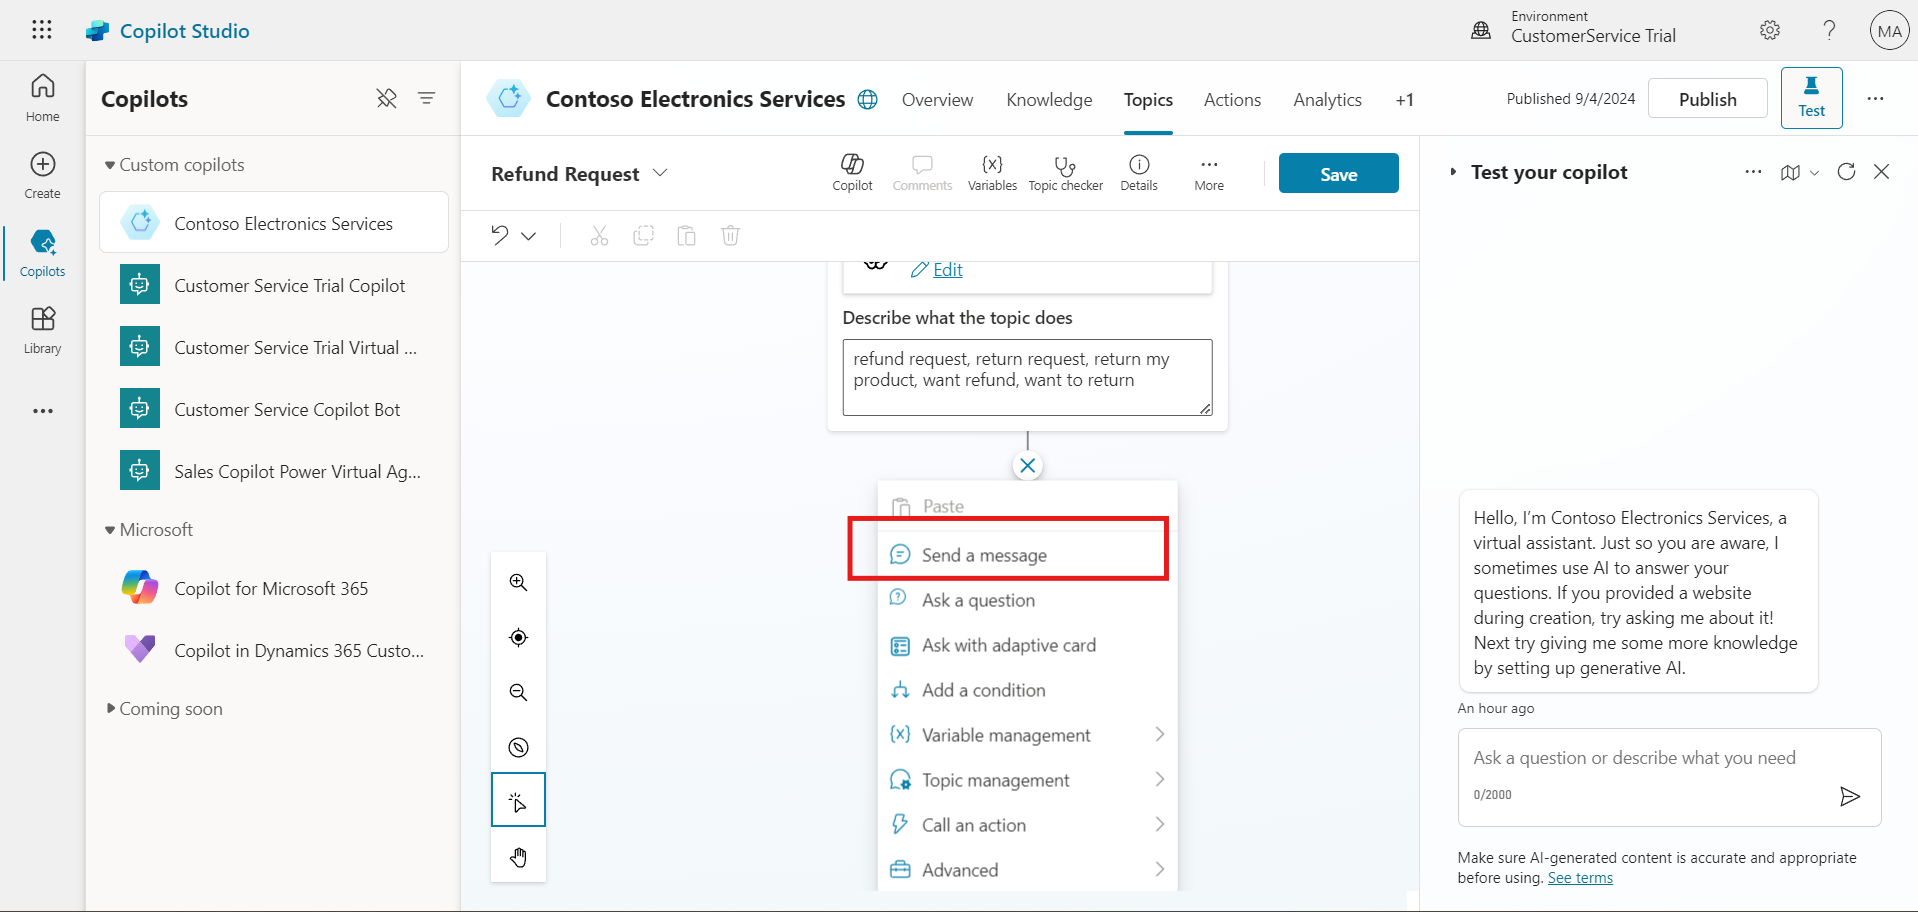 Copilot Studio
Environment
CustomerService Trial
MA
Home
Create
Copilots
Library
Copilots
Custom copilots
Contoso Electronics Services
Customer Service Trial Copilot
Customer Service Trial Virtual ...
Customer Service Copilot Bot
Sales Copilot Power Virtual Ag...
Microsoft
Copilot for Microsoft 365
Copilot in Dynamics 365 Custo...
Coming soon
Contoso Electronics Services
Overview
Knowledge
Topics
Actions
Analytics
+1
Published 9/4/2024
Publish
Test
Refund Request
Copilot
Comments
Variables
Topic checker
Details
More
Save
Edit
Describe what the topic does
refund request, return request, return my
product, want refund, want to return
Paste
Send a message
Ask a question
Ask with adaptive card
Add a condition
Variable management
Topic management
Call an action
Advanced
Test your copilot
Hello, I'm Contoso Electronics Services, a
virtual assistant. Just so you are aware, I
sometimes use AI to answer your
questions. If you provided a website
during creation, try asking me about it!
Next try giving me some more knowledge
by setting up generative AI.
An hour ago
Ask a question or describe what you need
0/2000
Make sure AI-generated content is accurate and appropriate
before using. See terms